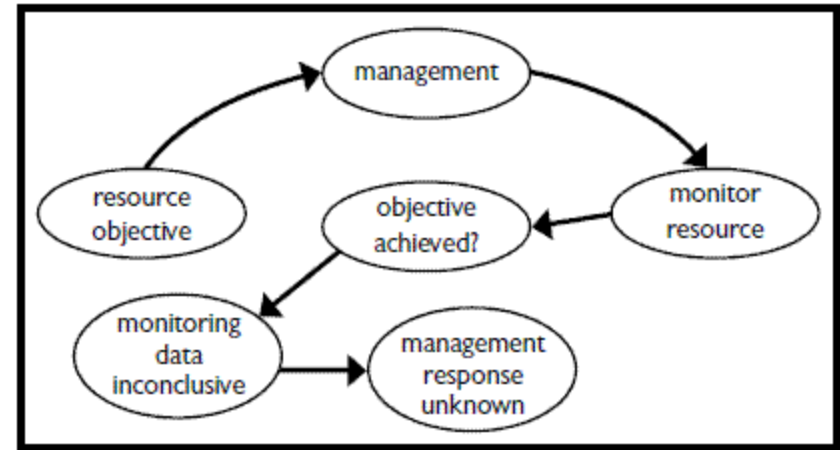 management
resource
objective
objective
achieved?
monitor
resource
monitoring
data
inconclusive
management
response
unknown